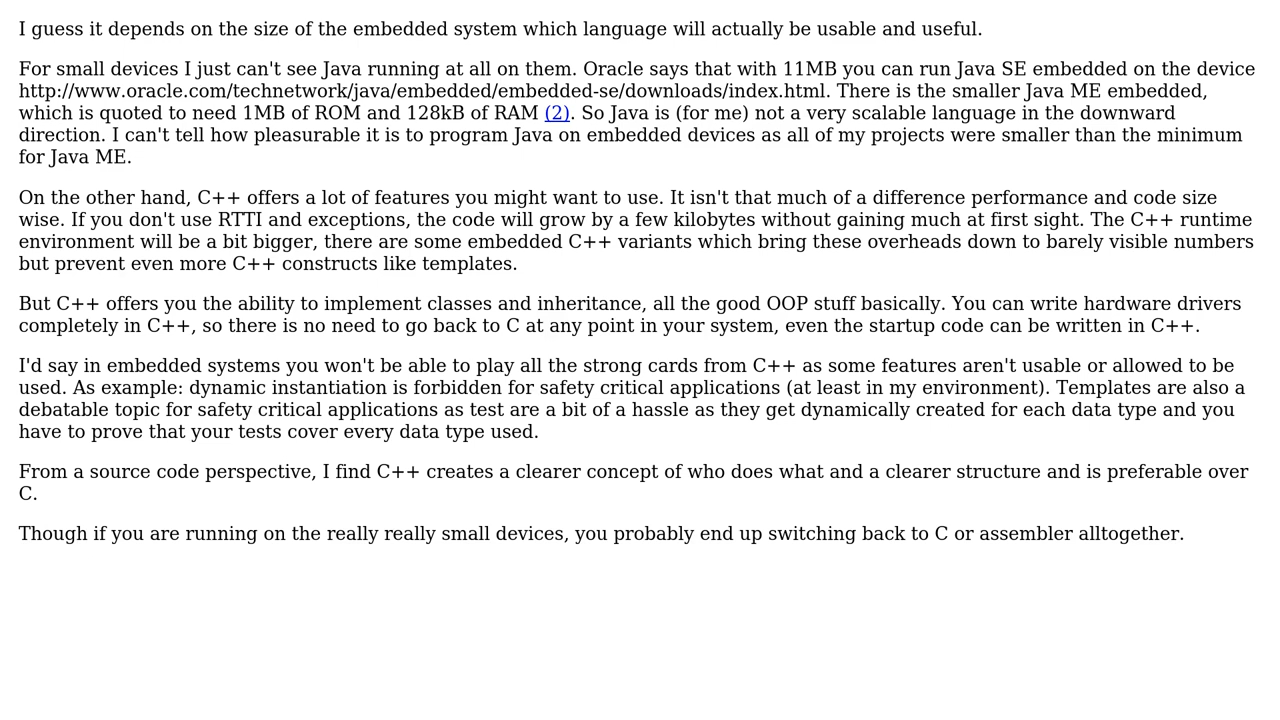 I guess it depends on the size of the embedded system which language will actually be usable and useful.
For small devices I just can't see Java running at all on them. Oracle says that with 11MB you can run Java SE embedded on the device
http://www.oracle.com/technetwork/java/embedded/embedded-se/downloads/index.html. There is the smaller Java ME embedded,
which is quoted to need 1MB of ROM and 128kB of RAM (2). So Java is (for me) not a very scalable language in the downward
direction. I can't tell how pleasurable it is to program Java on embedded devices as all of my projects were smaller than the minimum
for Java ME.
On the other hand, C++ offers a lot of features you might want to use. It isn't that much of a difference performance and code size
wise. If you don't use RTTI and exceptions, the code will grow by a few kilobytes without gaining much at first sight. The C++ runtime
environment will be a bit bigger, there are some embedded C++ variants which bring these overheads down to barely visible numbers
but prevent even more C++ constructs like templates.
But C++ offers you the ability to implement classes and inheritance, all the good OOP stuff basically. You can write hardware drivers
completely in C++, so there is no need to go back to C at any point in your system, even the startup code can be written in C++.
I'd say in embedded systems you won't be able to play all the strong cards from C++ as some features aren't usable or allowed to be
used. As example: dynamic instantiation is forbidden for safety critical applications (at least in my environment). Templates are also a
debatable topic for safety critical applications as test are a bit of a hassle as they get dynamically created for each data type and you
have to prove that your tests cover every data type used.
From a source code perspective, I find C++ creates a clearer concept of who does what and a clearer structure and is preferable over
C.
Though if you are running on the really really small devices, you probably end up switching back to C or assembler alltogether.